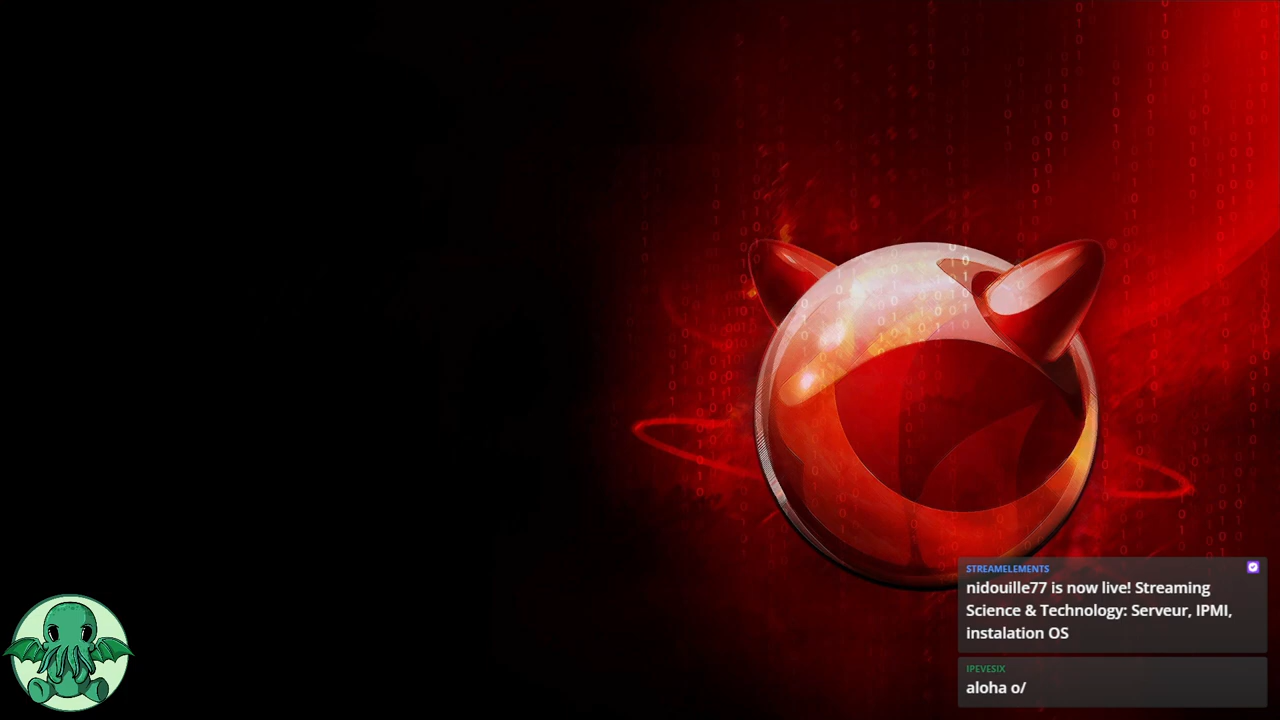 STREAMELEMENTS
nidouille77 is now live! Streaming
Science & Technology: Serveur, IPMI,
instalation OS
IPEVESIX
aloha o/